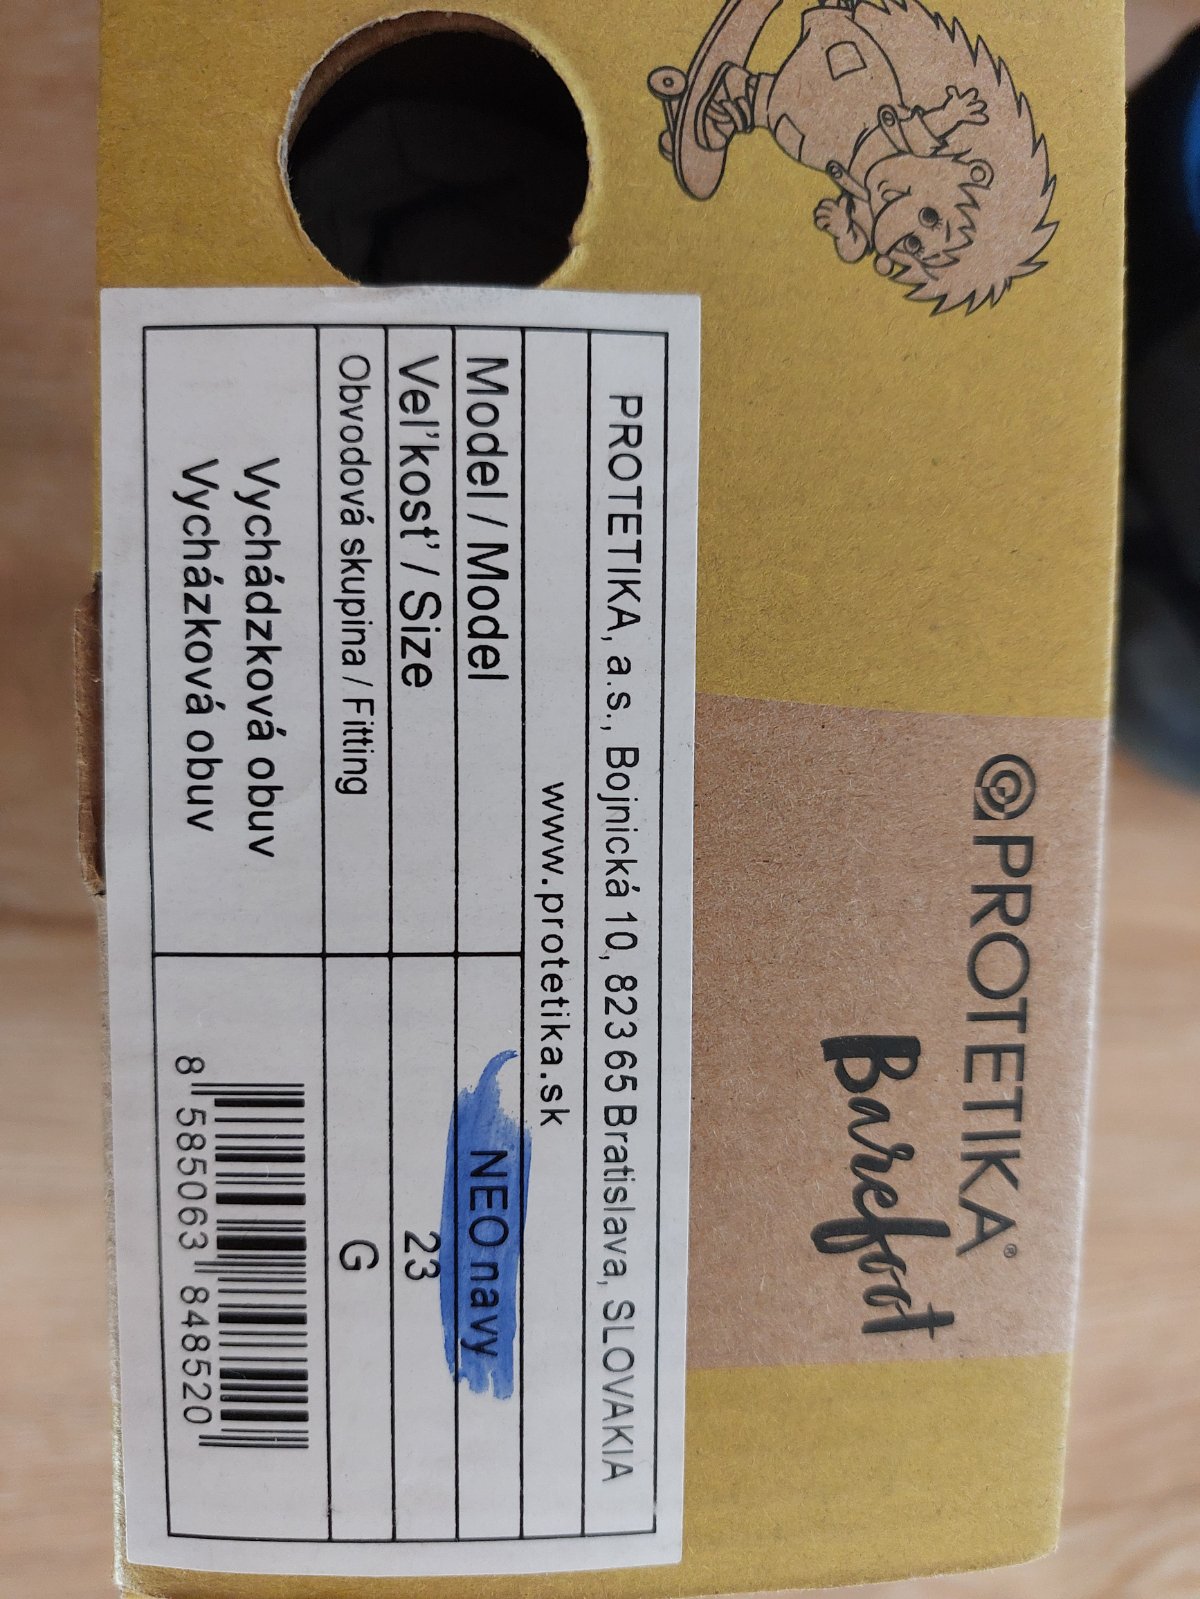 PROTETIKA®
Barefoot
PROTETIKA, a.s., Bojnická 10, 823 65 Bratislava, SLOVAKIA
www.protetika.sk
Model / Model NEO navy
Veľkosť / Size 23
Obvodová skupina / Fitting G
Vychádzková obuv
Vycházková obuv
8 585063 848520